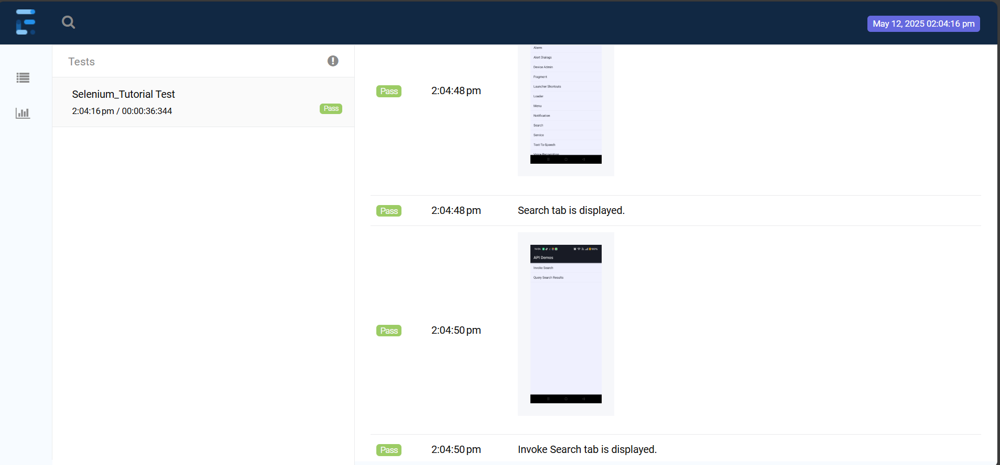 May 12, 2025 02:04:16 pm
Tests
Selenium_Tutorial Test
2:04:16 pm / 00:00:36:344
Pass
Pass
2:04:48 pm
Alarm
Alert Dialogs
Device Admin
Fragment
Launcher Shortcuts
Loader
Menu
Notification
Search
Service
Text-To-Speech
Voice Recognition
Pass
2:04:48 pm
Search tab is displayed.
Pass
2:04:50 pm
14:04
100%
API Demos
Invoke Search
Query Search Results
Pass
2:04:50 pm
Invoke Search tab is displayed.